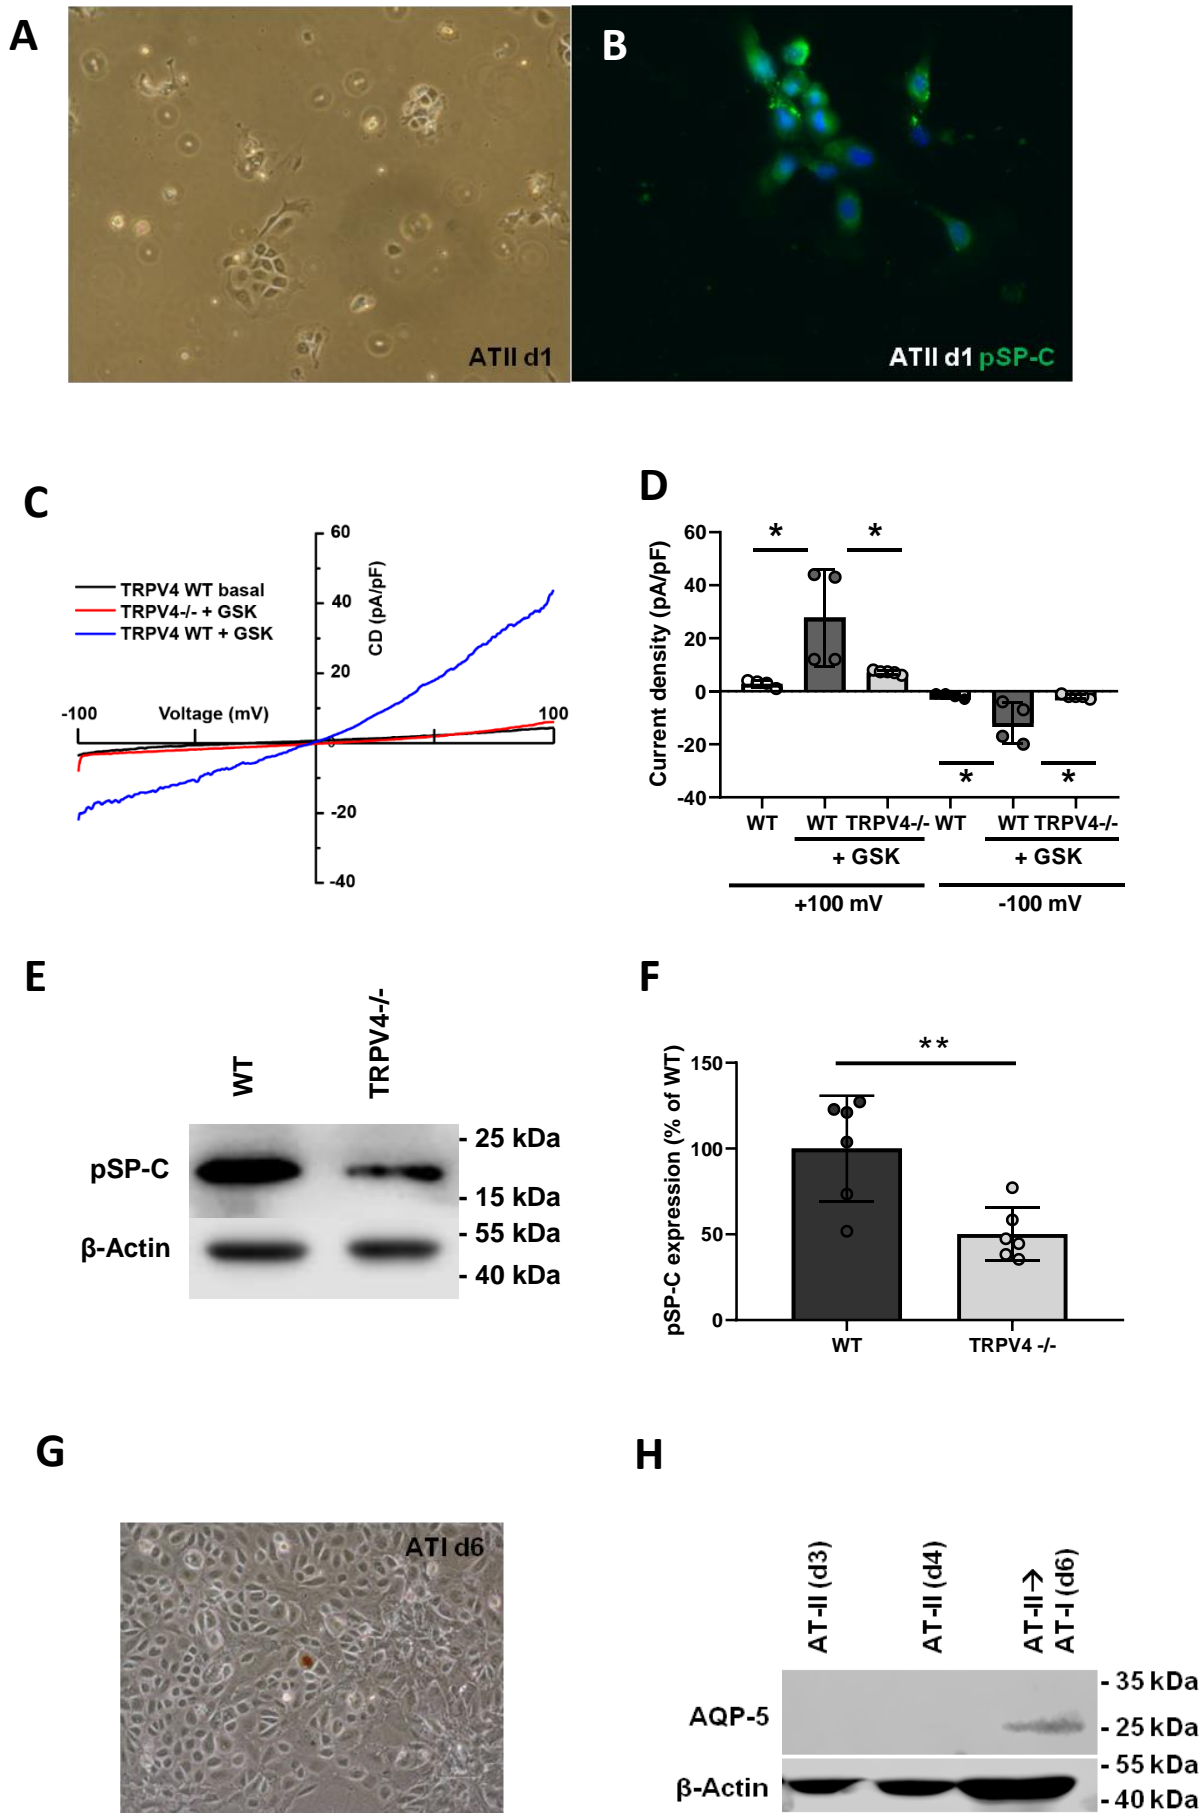 A
B
ATII d1
ATII d1 pSP-C
C
TRPV4 WT basal
TRPV4-/- + GSK
TRPV4 WT + GSK
60
40
20
-20
-40
CD (pA/pF)
-100
Voltage (mV)
0
100
D
Current density (pA/pF)
60
40
20
0
-20
-40
*
*
*
*
WT
WT
TRPV4-/-
WT
WT
TRPV4-/-
+ GSK
+ GSK
+100 mV
-100 mV
E
WT
TRPV4-/-
pSP-C
- 25 kDa
- 15 kDa
β-Actin
- 55 kDa
- 40 kDa
F
pSP-C expression (% of WT)
150
100
50
0
**
WT
TRPV4 -/-
G
ATI d6
H
AT-II (d3)
AT-II (d4)
AT-II→
AT-I (d6)
AQP-5
- 35 kDa
- 25 kDa
β-Actin
- 55 kDa
- 40 kDa